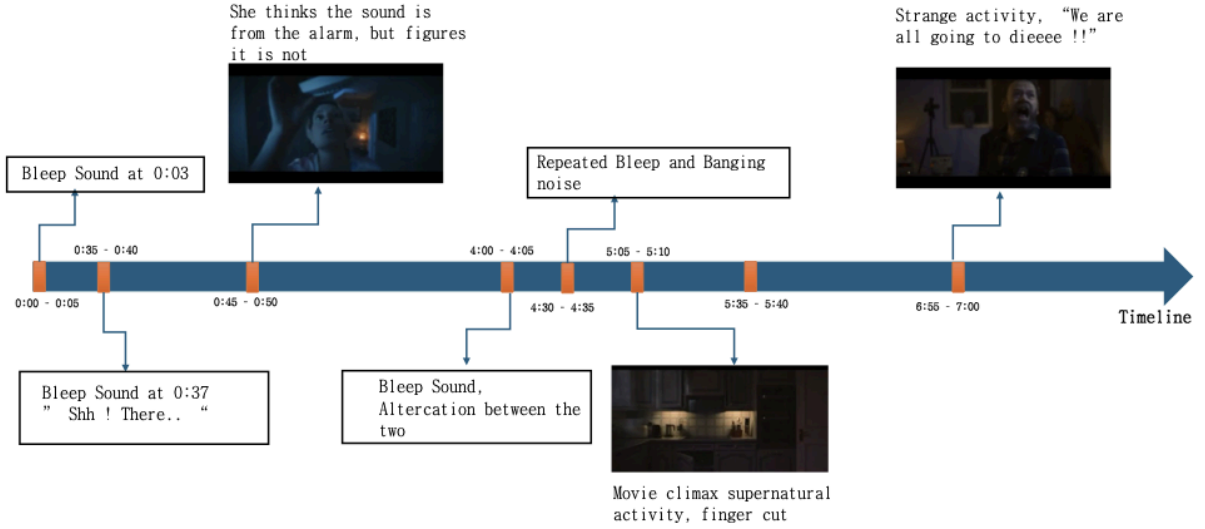 She thinks the sound is
from the alarm, but figures
it is not
Strange activity, “We are
all going to dieeee !!”
Bleep Sound at 0:03
Repeated Bleep and Banging
noise
0:35 - 0:40
4:00 - 4:05
5:05 - 5:10
0:00 - 0:05
0:45 - 0:50
4:30 - 4:35
5:35 - 5:40
6:55 - 7:00
Timeline
Bleep Sound at 0:37
” Shh ! There.. “
Bleep Sound,
Altercation between the
two
Movie climax supernatural
activity, finger cut